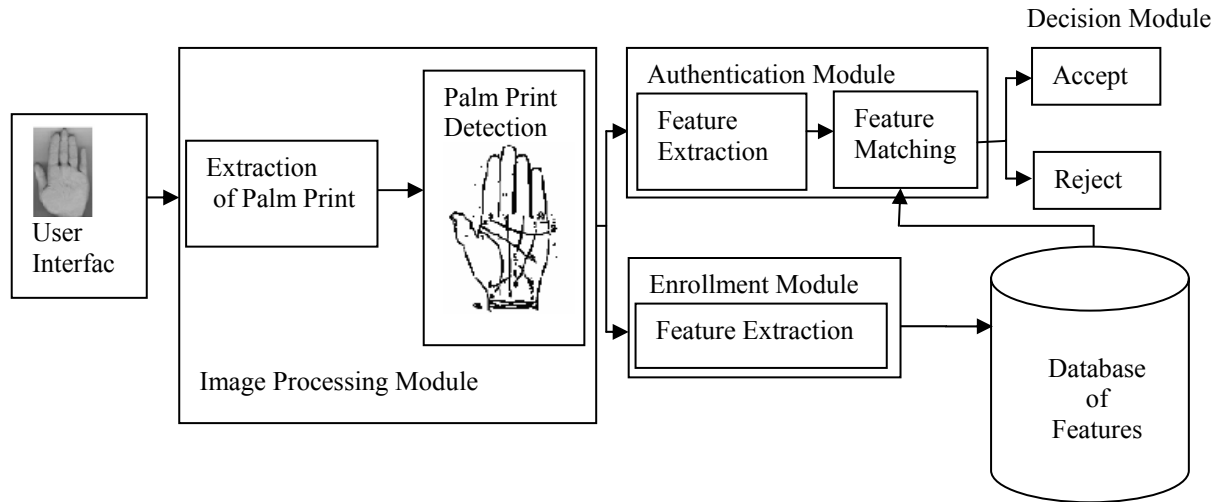 Decision Module
User
Interfac
Extraction
of Palm Print
Palm Print
Detection
Image Processing Module
Authentication Module
Feature
Extraction
Feature
Matching
Accept
Reject
Enrollment Module
Feature Extraction
Database
of
Features